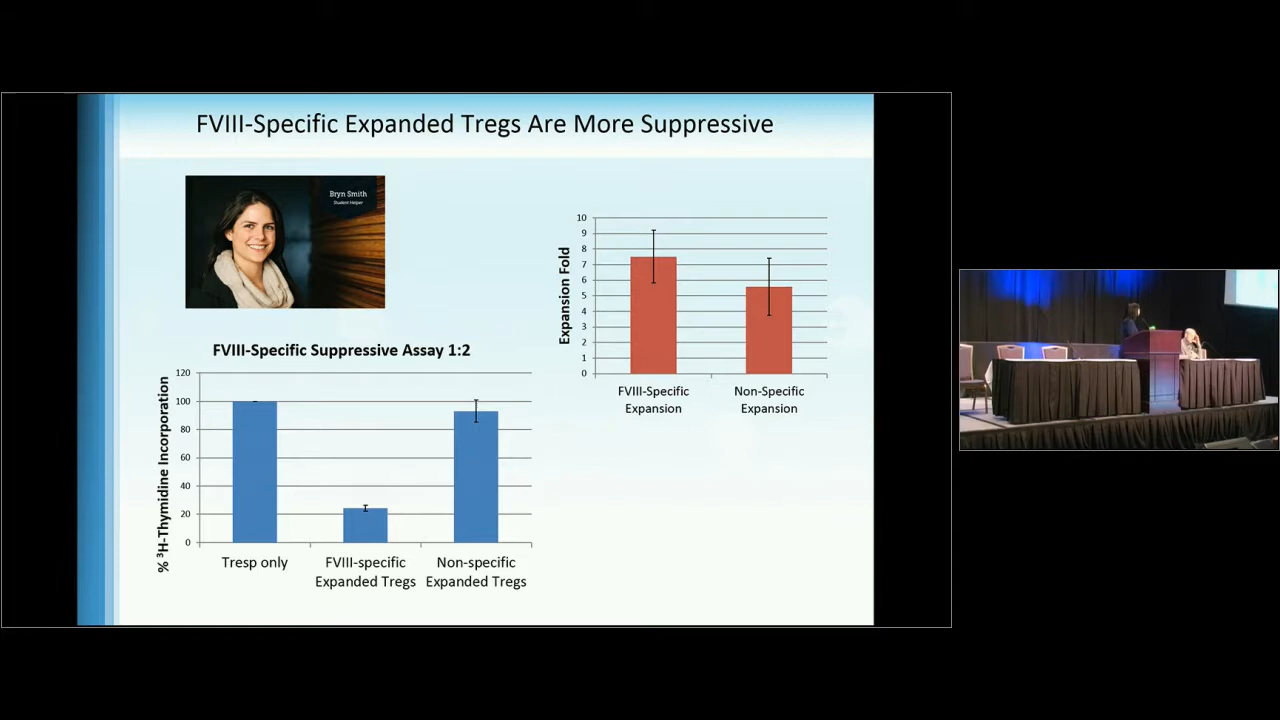 FVIII-Specific Expanded Tregs Are More Suppressive
Bryn Smith
Student Helper
10
9
8
7
6
5
4
3
2
1
0
Expansion Fold
FVIII-Specific
Expansion
Non-Specific
Expansion
FVIII-Specific Suppressive Assay 1:2
120
100
80
60
40
20
0
% ³H-Thymidine Incorporation
Tresp only
FVIII-specific
Expanded Tregs
Non-specific
Expanded Tregs